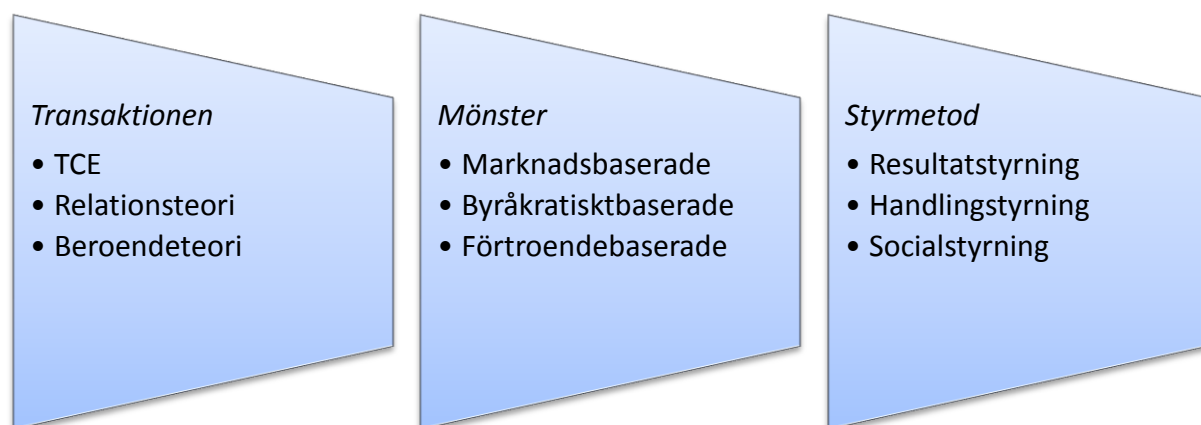 Transaktionen
• TCE
• Relationsteori
• Beroendeteori
Mönster
• Marknadsbaserade
• Byråkratisktbaserade
• Förtroendebaserade
Styrmetod
• Resultatstyrning
• Handlingstyrning
• Socialstyrning